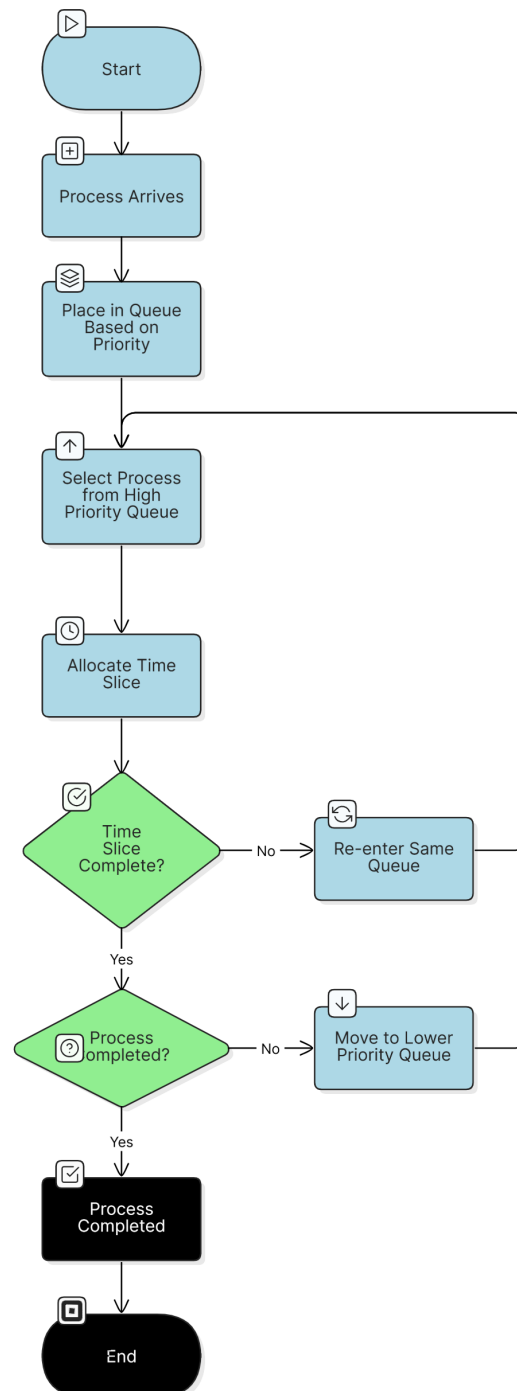 Start
Process Arrives
Place in Queue
Based on
Priority
Select Process
from High
Priority Queue
Allocate Time
Slice
Time
Slice
Complete?
No
Re-enter Same
Queue
Yes
Process
ompleted?
No
Move to Lower
Priority Queue
Yes
Process
Completed
End